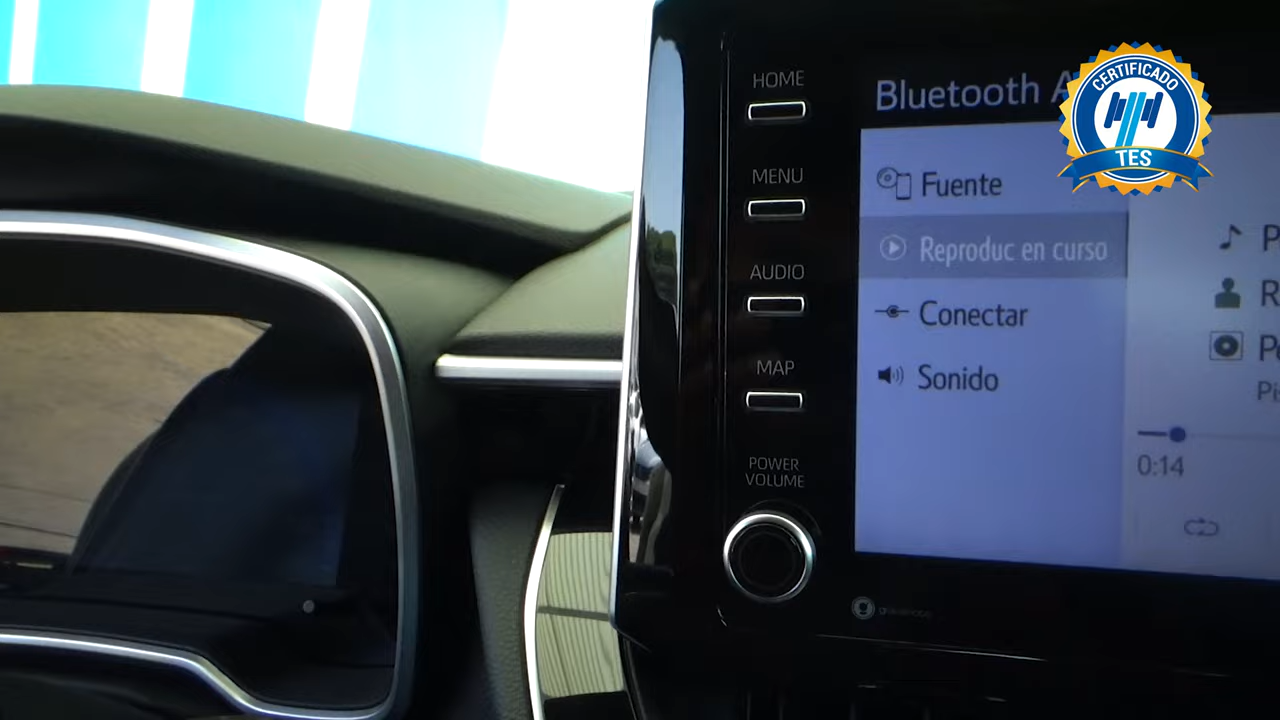 HOME
MENU
AUDIO
MAP
POWER
VOLUME
Bluetooth
Fuente
Reproduc en curso
Conectar
Sonido
0:14
CERTIFICADO
TES